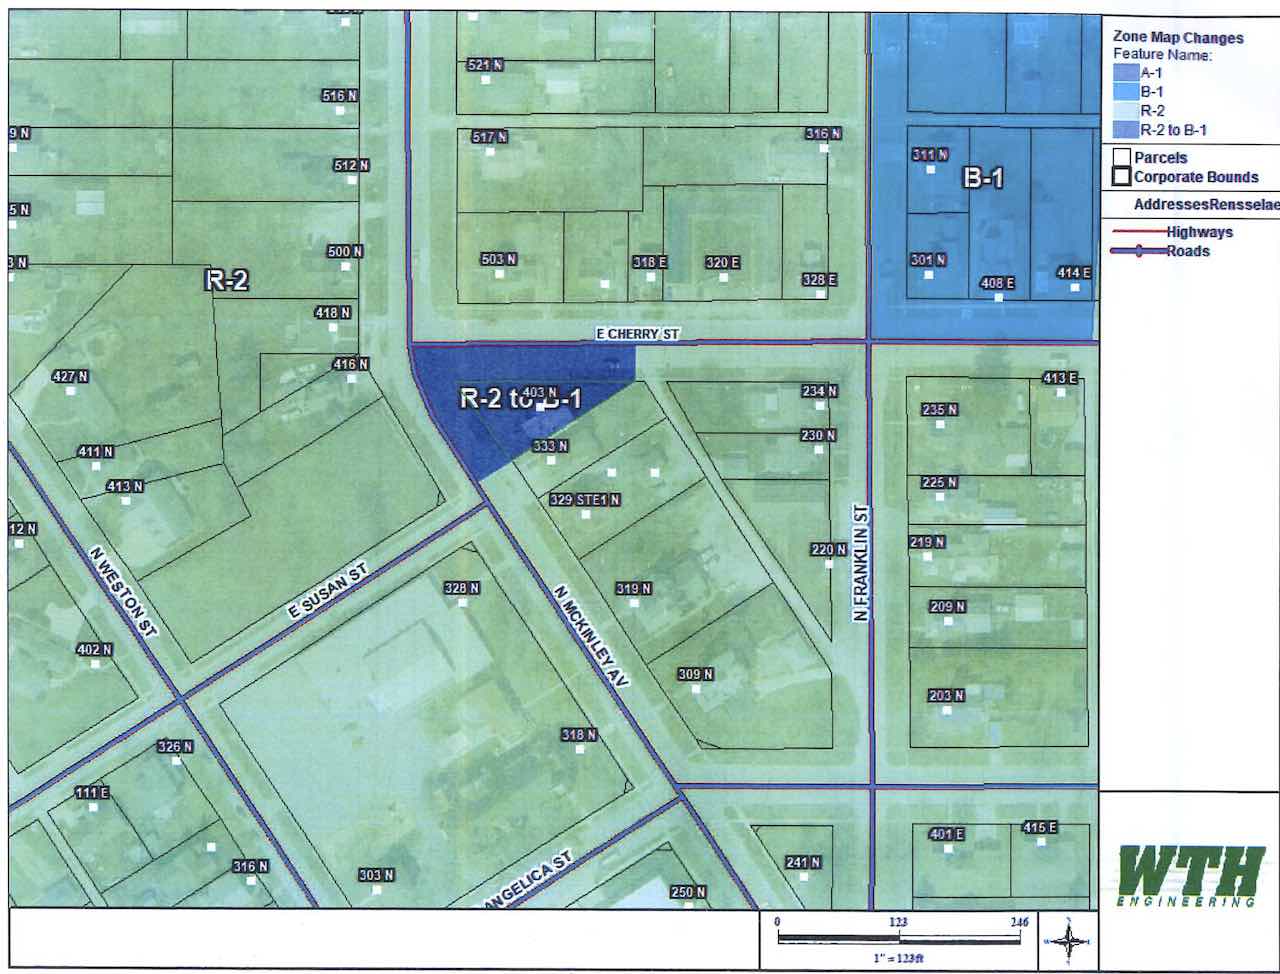 516 N
521 N
9 N
517 N
316 N
512 N
311 N
B-1
5 N
3 N
500 N
R-2
503 N
318 E
320 E
328 E
301 N
408 E
414 E
418 N
E CHERRY ST
416 N
427 N
R-2 to B-1
403 N
234 N
413 E
235 N
230 N
333 N
411 N
413 N
329 STE1 N
225 N
12 N
N FRANKLIN ST
220 N
219 N
N WESTON ST
E SUSAN ST
328 N
N MCKINLEY AV
319 N
209 N
402 N
309 N
203 N
326 N
318 N
111 E
316 N
303 N
ANGELICA ST
250 N
241 N
401 E
415 E
Zone Map Changes
Feature Name:
A-1
B-1
R-2
R-2 to B-1
Parcels
Corporate Bounds
AddressesRensselae
Highways
Roads
WTH
ENGINEERING
0 123 246
1" = 123ft